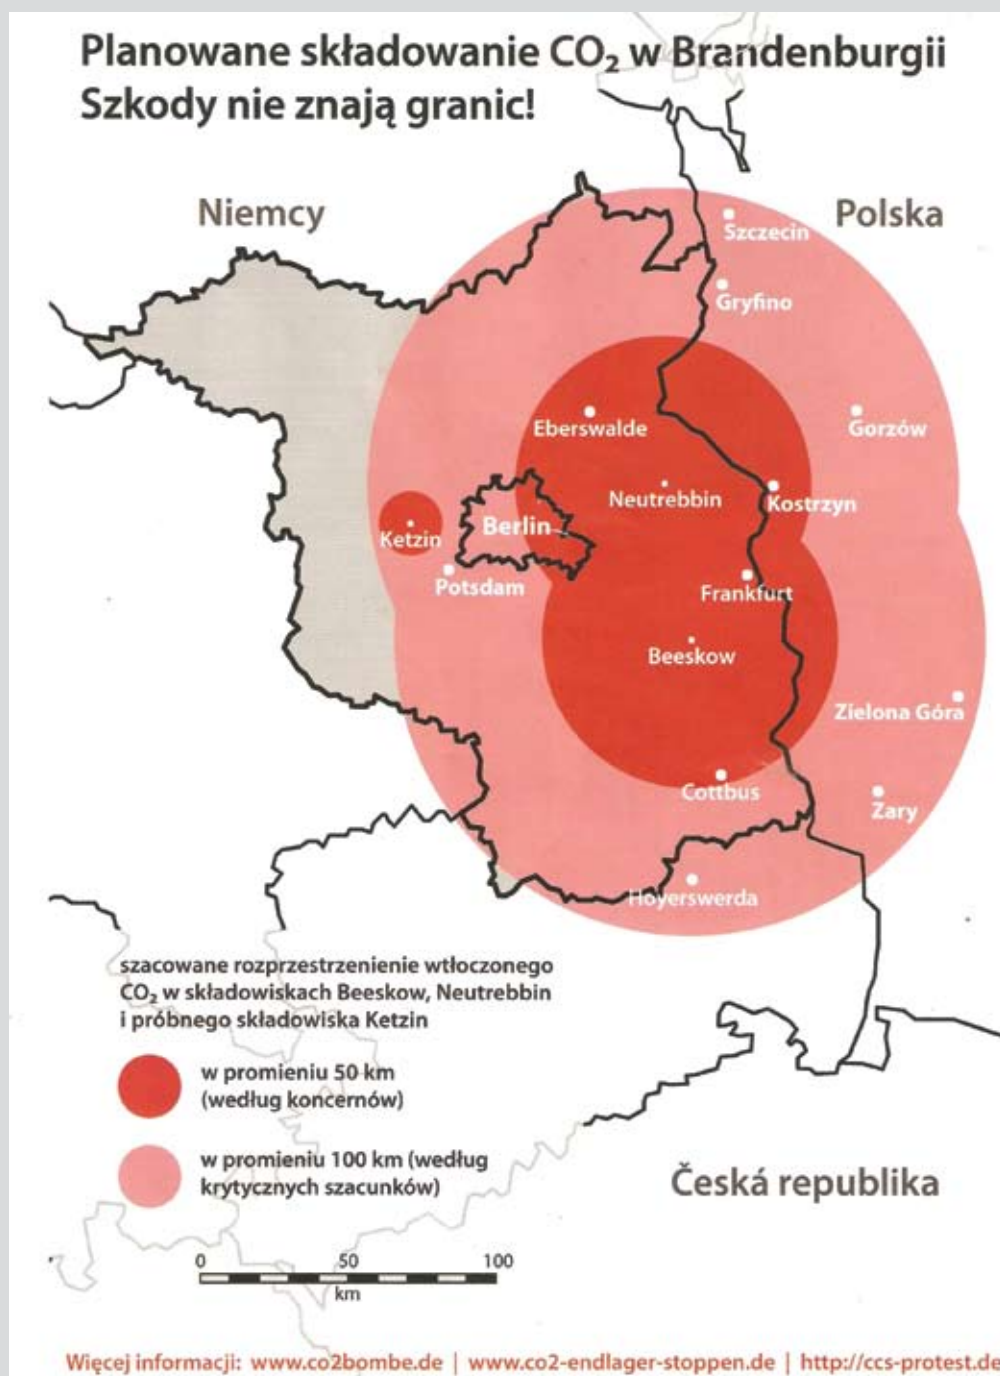 Planowane składowanie CO₂ w Brandenburgii
Szkody nie znają granic!
Niemcy
Polska
Szczecin
Gryfino
Eberswalde
Gorzów
Neutrebbin
Kostrzyn
Berlin
Ketzin
Potsdam
Frankfurt
Beeskow
Zielona Góra
Cottbus
Zary
Hoyerswerda
szacowane rozprzestrzenienie wtłoczonego
CO₂ w składowiskach Beeskow, Neutrebbin
i próbnego składowiska Ketzin
w promieniu 50 km
(według koncernów)
w promieniu 100 km (według
krytycznych szacunków)
Česká republika
0 50 100
km
Więcej informacji: www.co2bombe.de | www.co2-endlager-stoppen.de | http://ccs-protest.de